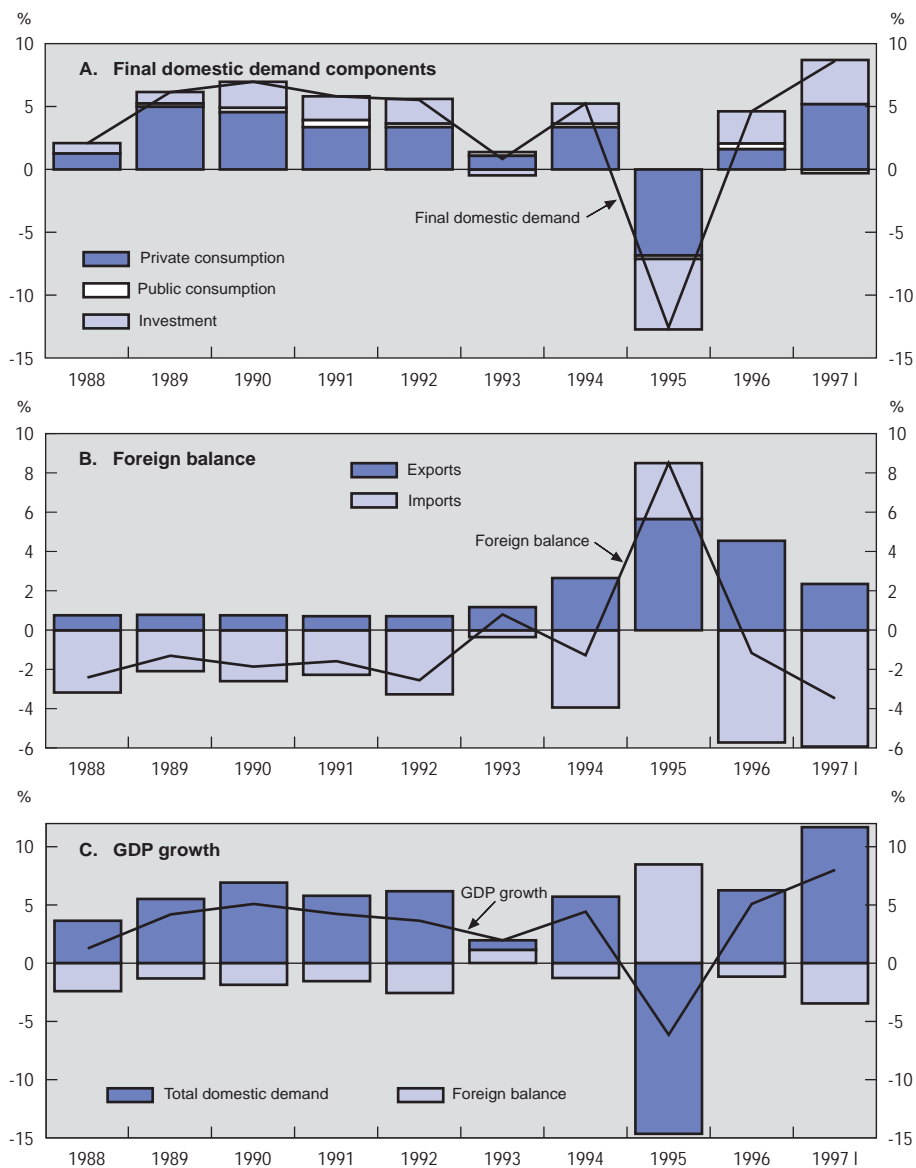 % %
10 10
A. Final domestic demand components
5 5
0 0
Final domestic demand
-5 -5
Private consumption
Public consumption
-10 -10
Investment
-15 -15
1988 1989 1990 1991 1992 1993 1994 1995 1996 1997 I
% %
10 10
B. Foreign balance
8 8
Exports
Imports
6 6
Foreign balance
4 4
2 2
0 0
-2 -2
-4 -4
-6 -6
1988 1989 1990 1991 1992 1993 1994 1995 1996 1997 I
% %
10 10
C. GDP growth
GDP growth
5 5
0 0
-5 -5
-10 -10
Total domestic demand Foreign balance
-15 -15
1988 1989 1990 1991 1992 1993 1994 1995 1996 1997 I